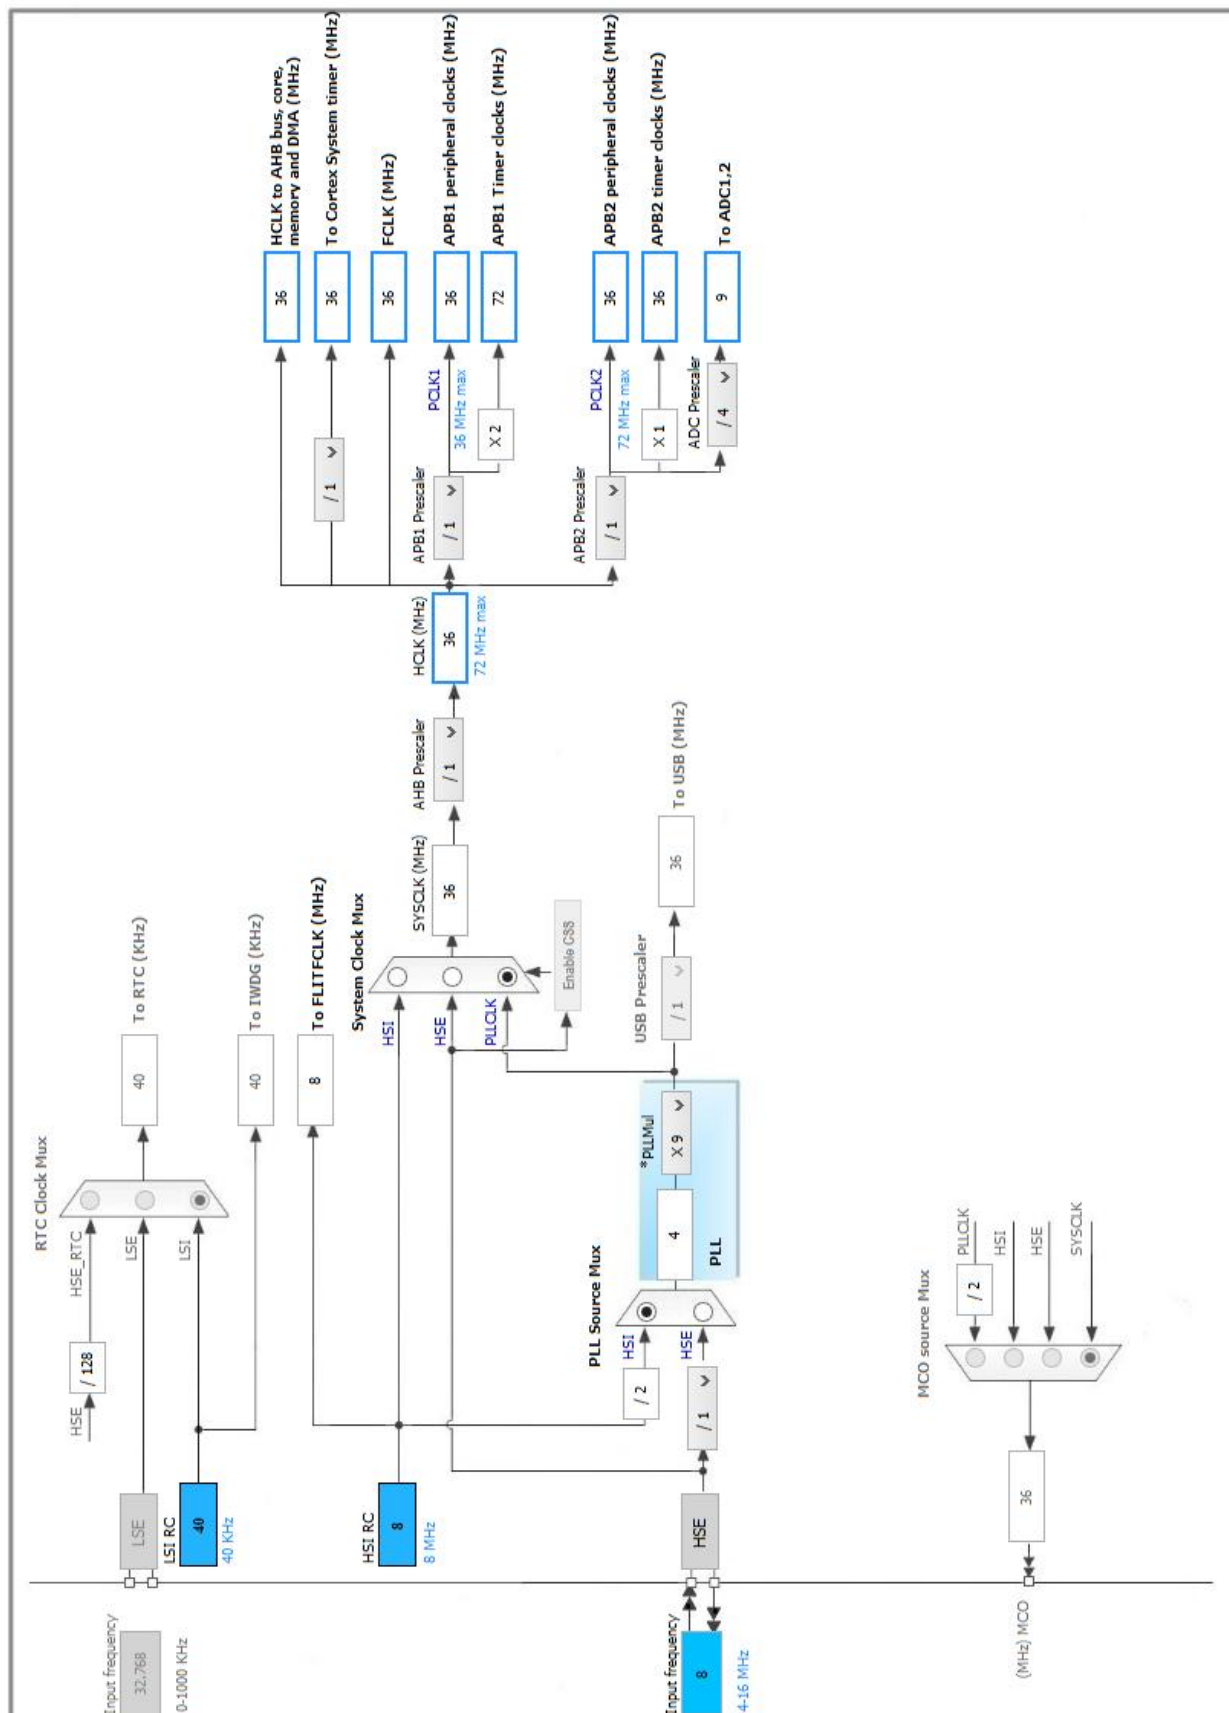 RTC Clock Mux
HSE
/ 128
HSE_RTC
Input frequency
32.768
0-1000 KHz
LSE
LSE
To RTC (KHz)
40
LSI RC
40
40 KHz
LSI
40
To IWDG (KHz)
8
To FLITFCLK (MHz)
HSI RC
8
8 MHz
System Clock Mux
HSI
HSE
PLLCLK
Enable CSS
SYSCLK (MHz)
36
AHB Prescaler
/ 1
HCLK (MHz)
36
72 MHz max
36
HCLK to AHB bus, core,
memory and DMA (MHz)
/ 1
36
To Cortex System timer (MHz)
36
FCLK (MHz)
APB1 Prescaler
/ 1
PCLK1
36 MHz max
36
APB1 peripheral clocks (MHz)
X 2
72
APB1 Timer clocks (MHz)
APB2 Prescaler
/ 1
PCLK2
72 MHz max
36
APB2 peripheral clocks (MHz)
X 1
36
APB2 timer clocks (MHz)
ADC Prescaler
/ 4
9
To ADC1,2
PLL Source Mux
/ 2
HSI
HSE
/ 1
Input frequency
8
4-16 MHz
HSE
4
*PLLMul
X 9
PLL
USB Prescaler
/ 1
36
To USB (MHz)
MCO source Mux
/ 2
PLLCLK
HSI
HSE
SYSCLK
36
(MHz) MCO